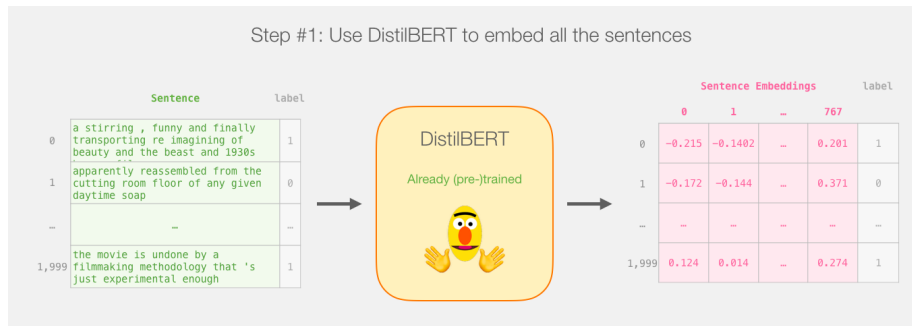 Step #1: Use DistilBERT to embed all the sentences
Sentence label
0 a stirring , funny and finally
transporting re imagining of
beauty and the beast and 1930s
1
1 apparently reassembled from the
cutting room floor of any given
daytime soap
0
… … …
1,999 the movie is undone by a
filmmaking methodology that 's
just experimental enough
1
DistilBERT
Already (pre-)trained
Sentence Embeddings label
0 1 … 767
0 -0.215 -0.1402 … 0.201 1
1 -0.172 -0.144 … 0.371 0
… … … … … …
1,999 0.124 0.014 … 0.274 1